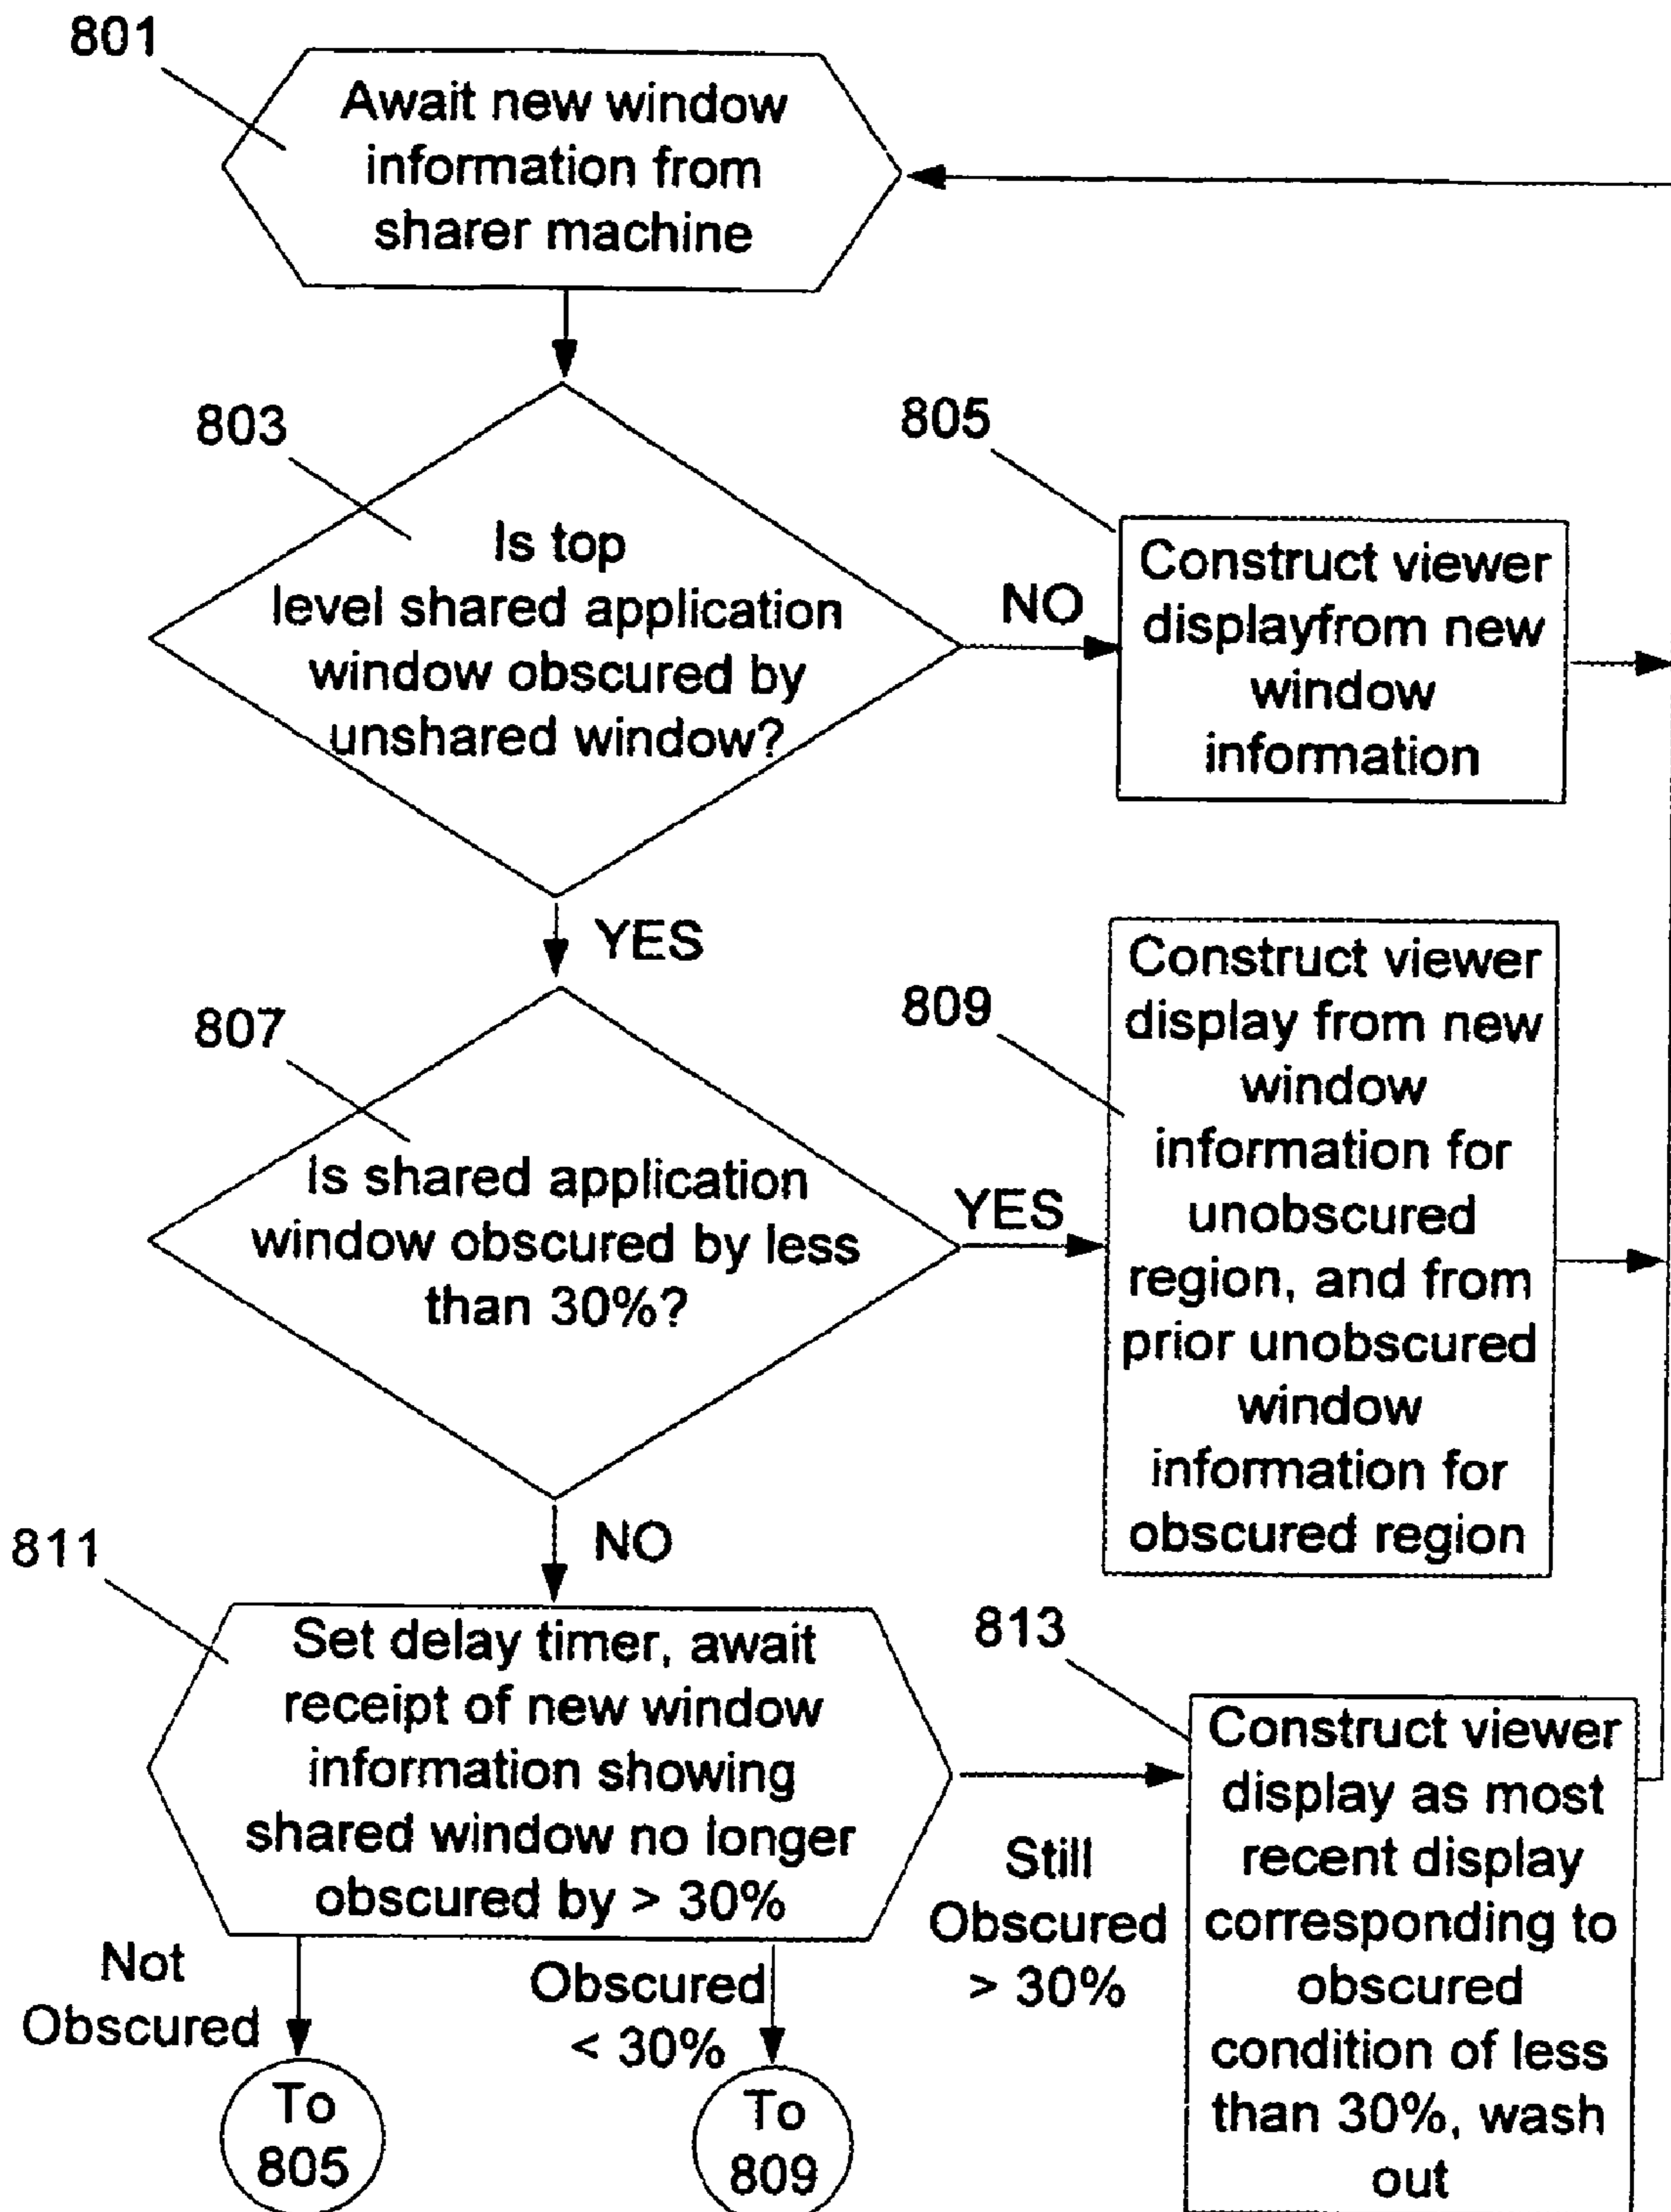 801
Await new window
information from
sharer machine
803
Is top
level shared application
window obscured by
unshared window?
NO
805
Construct viewer
displayfrom new
window
information
YES
807
Is shared application
window obscured by less
than 30%?
YES
809
Construct viewer
display from new
window
information for
unobscured
region, and from
prior unobscured
window
information for
obscured region
NO
811
Set delay timer, await
receipt of new window
information showing
shared window no longer
obscured by > 30%
Still
Obscured
> 30%
813
Construct viewer
display as most
recent display
corresponding to
obscured
condition of less
than 30%, wash
out
Not
Obscured
To
805
Obscured
< 30%
To
809